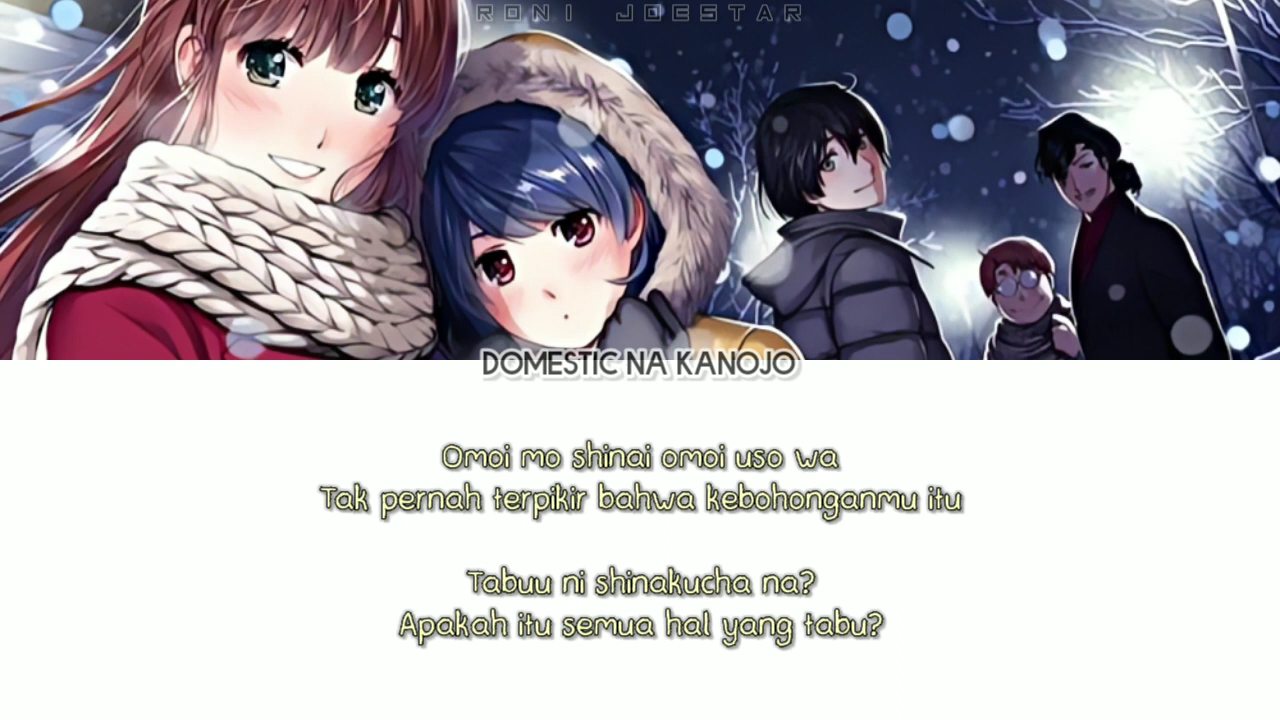 RONI JOESTAR
DOMESTIC NA KANOJO
Omoi mo shinai omoi uso wa
Tak pernah terpikir bahwa kebohonganmu itu
Tabuu ni shinakucha na?
Apakah itu semua hal yang tabu?